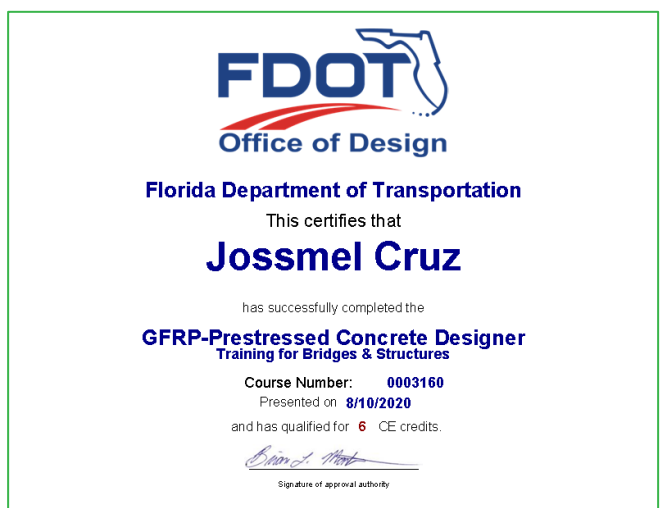 FDOT
Office of Design
Florida Department of Transportation
This certifies that
Jossmel Cruz
has successfully completed the
GFRP-Prestressed Concrete Designer
Training for Bridges & Structures
Course Number: 0003160
Presented on 8/10/2020
and has qualified for 6 CE credits.
Signature of approval authority